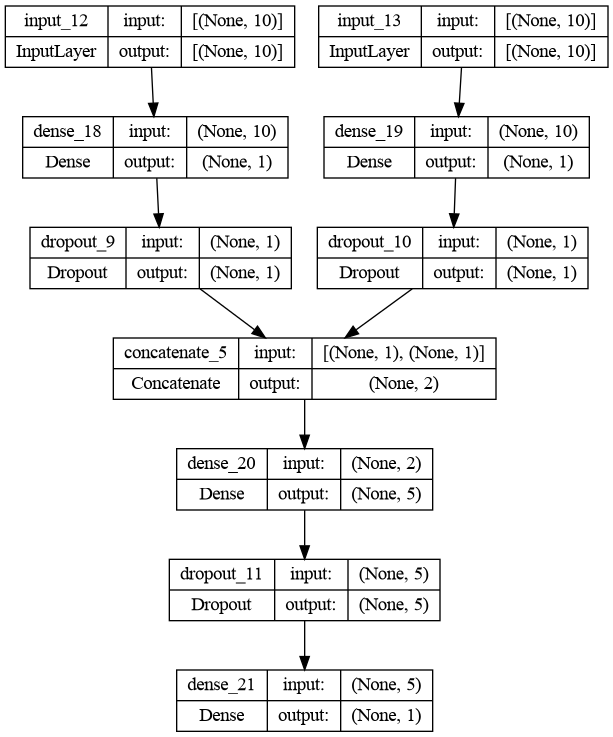 input_12 input: [(None, 10)]
InputLayer output: [(None, 10)]
input_13 input: [(None, 10)]
InputLayer output: [(None, 10)]
dense_18 input: (None, 10)
Dense output: (None, 1)
dense_19 input: (None, 10)
Dense output: (None, 1)
dropout_9 input: (None, 1)
Dropout output: (None, 1)
dropout_10 input: (None, 1)
Dropout output: (None, 1)
concatenate_5 input: [(None, 1), (None, 1)]
Concatenate output: (None, 2)
dense_20 input: (None, 2)
Dense output: (None, 5)
dropout_11 input: (None, 5)
Dropout output: (None, 5)
dense_21 input: (None, 5)
Dense output: (None, 1)